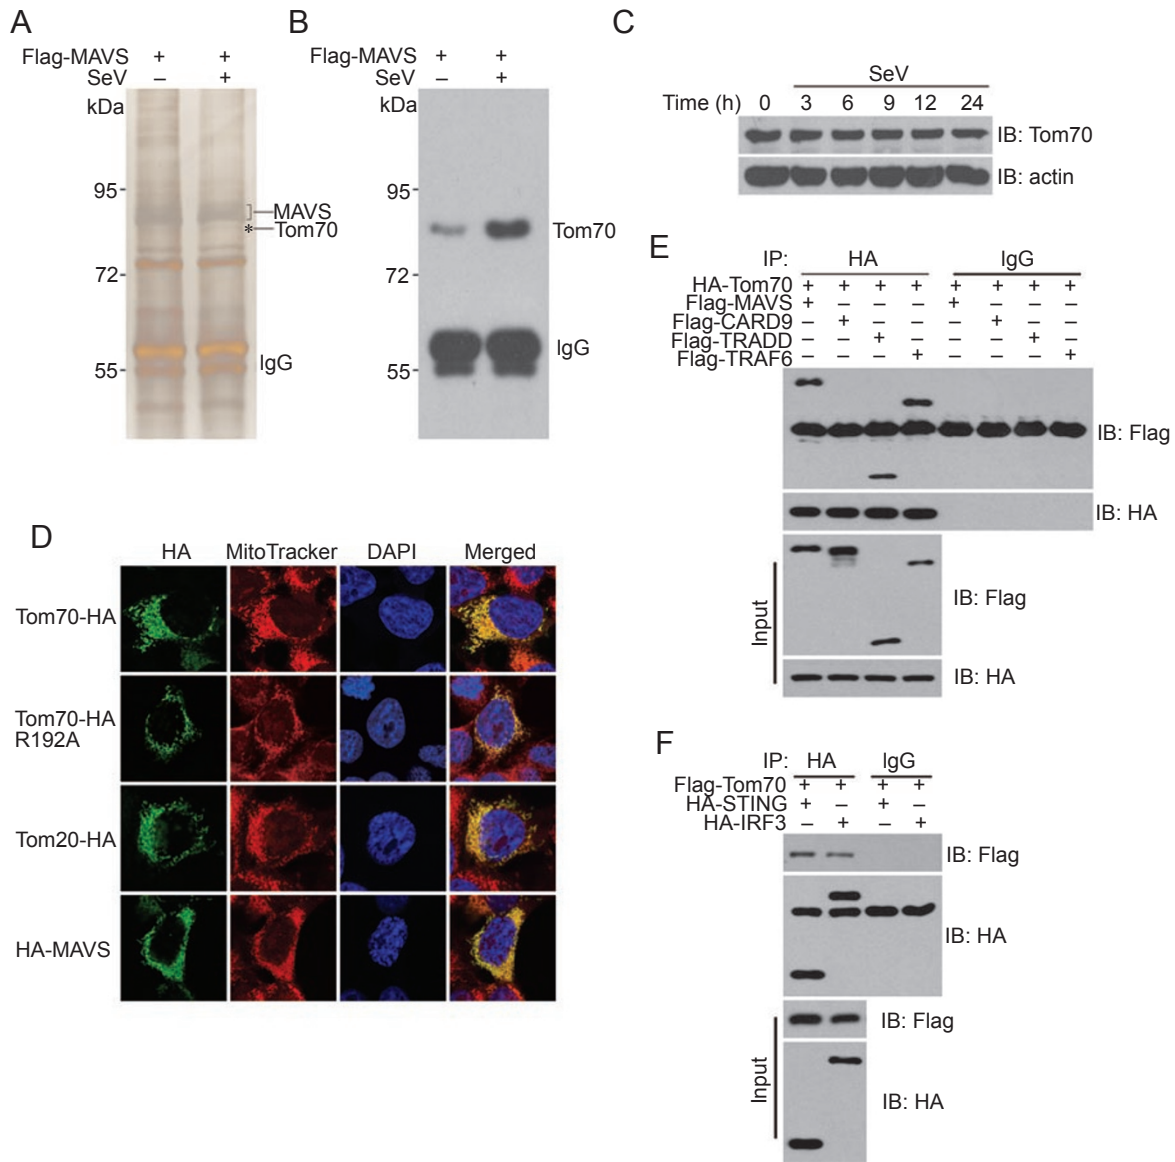 A
Flag-MAVS + +
SeV – +
kDa
95
72
55
MAVS
*Tom70
IgG
B
Flag-MAVS + +
SeV – +
kDa
95
72
55
Tom70
IgG
C
SeV
Time (h) 0 3 6 9 12 24
IB: Tom70
IB: actin
D
HA MitoTracker DAPI Merged
Tom70-HA
Tom70-HA
R192A
Tom20-HA
HA-MAVS
E
IP: HA IgG
HA-Tom70 + + + + + + + +
Flag-MAVS + – – – + – – –
Flag-CARD9 – + – – – + – –
Flag-TRADD – – + – – – + –
Flag-TRAF6 – – – + – – – +
IB: Flag
IB: HA
Input
IB: Flag
IB: HA
F
IP: HA IgG
Flag-Tom70 + + + +
HA-STING + – + –
HA-IRF3 – + – +
IB: Flag
IB: HA
Input
IB: Flag
IB: HA